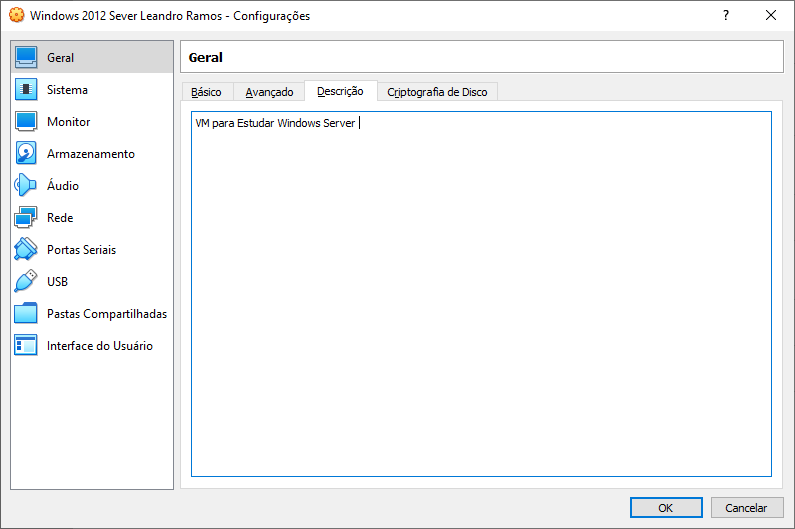 Windows 2012 Sever Leandro Ramos - Configurações
?
Geral
Sistema
Monitor
Armazenamento
Áudio
Rede
Portas Seriais
USB
Pastas Compartilhadas
Interface do Usuário
Geral
Básico Avançado Descrição Criptografia de Disco
VM para Estudar Windows Server
OK Cancelar